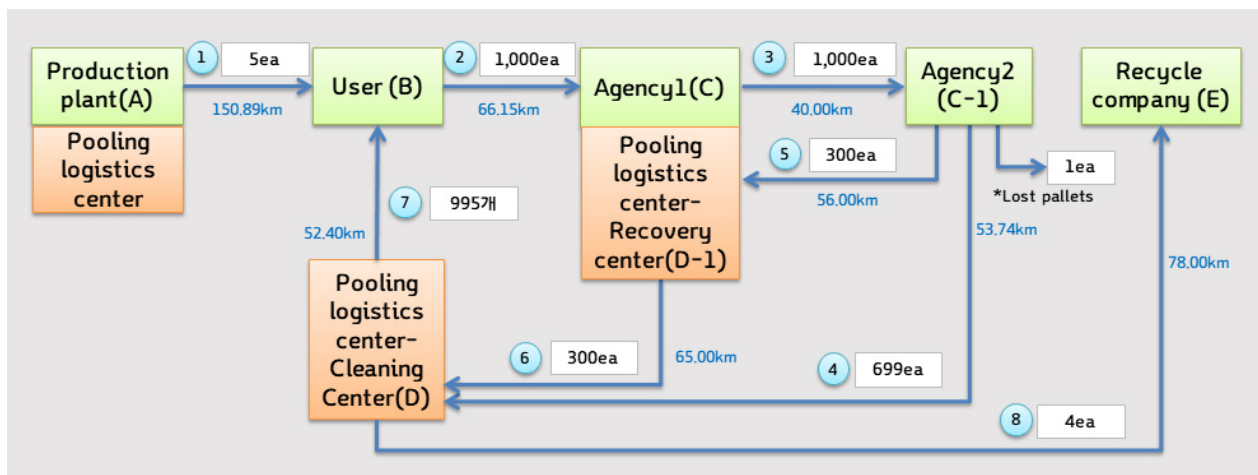 1
5ea
2
1,000ea
3
1,000ea
Production
plant(A)
User (B)
Agency1(C)
Agency2
(C-1)
Recycle
company (E)
150.89km
66.15km
40.00km
Pooling
logistics
center
Pooling
logistics
center-
Recovery
center(D-1)
5
300ea
56.00km
1ea
*Lost pallets
7
995개
52.40km
53.74km
78.00km
Pooling
logistics
center-
Cleaning
Center(D)
6
300ea
65.00km
4
699ea
8
4ea